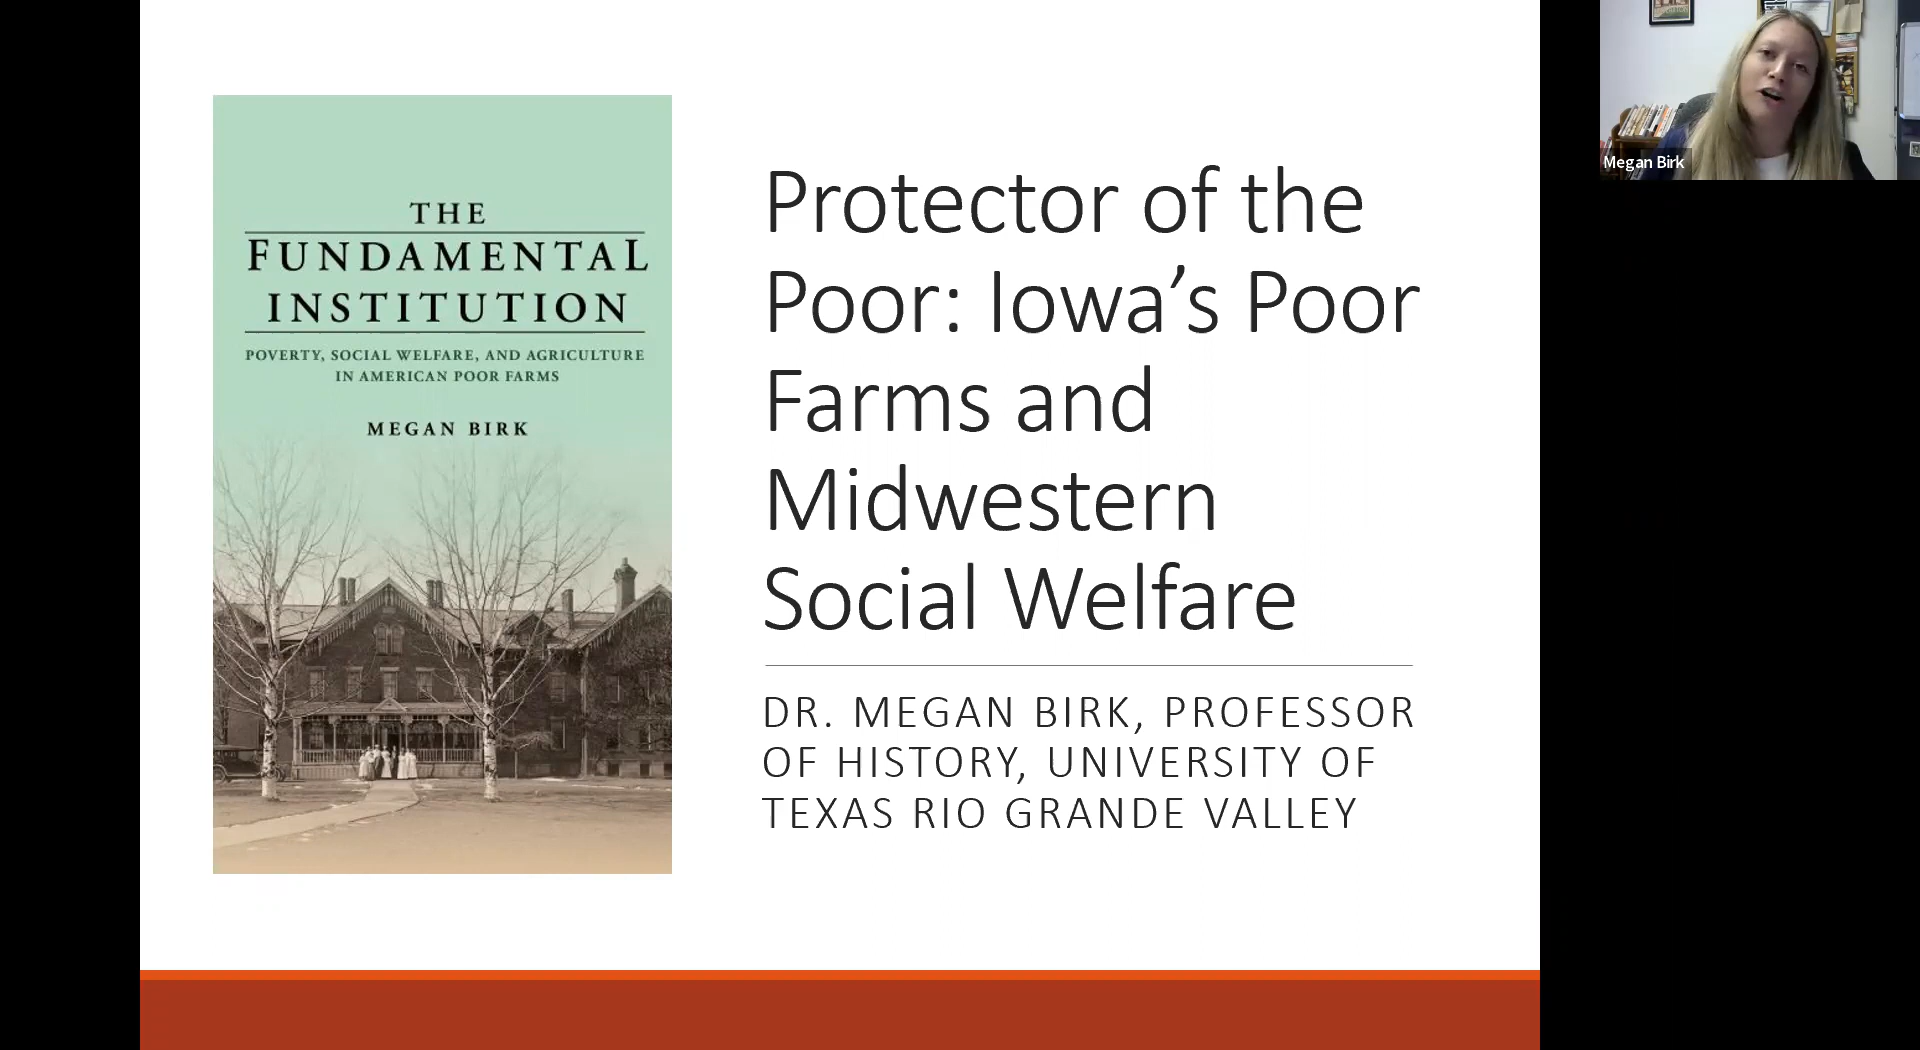 THE
FUNDAMENTAL
INSTITUTION
POVERTY, SOCIAL WELFARE, AND AGRICULTURE
IN AMERICAN POOR FARMS
MEGAN BIRK
Protector of the
Poor: Iowa’s Poor
Farms and
Midwestern
Social Welfare
DR. MEGAN BIRK, PROFESSOR
OF HISTORY, UNIVERSITY OF
TEXAS RIO GRANDE VALLEY
Megan Birk